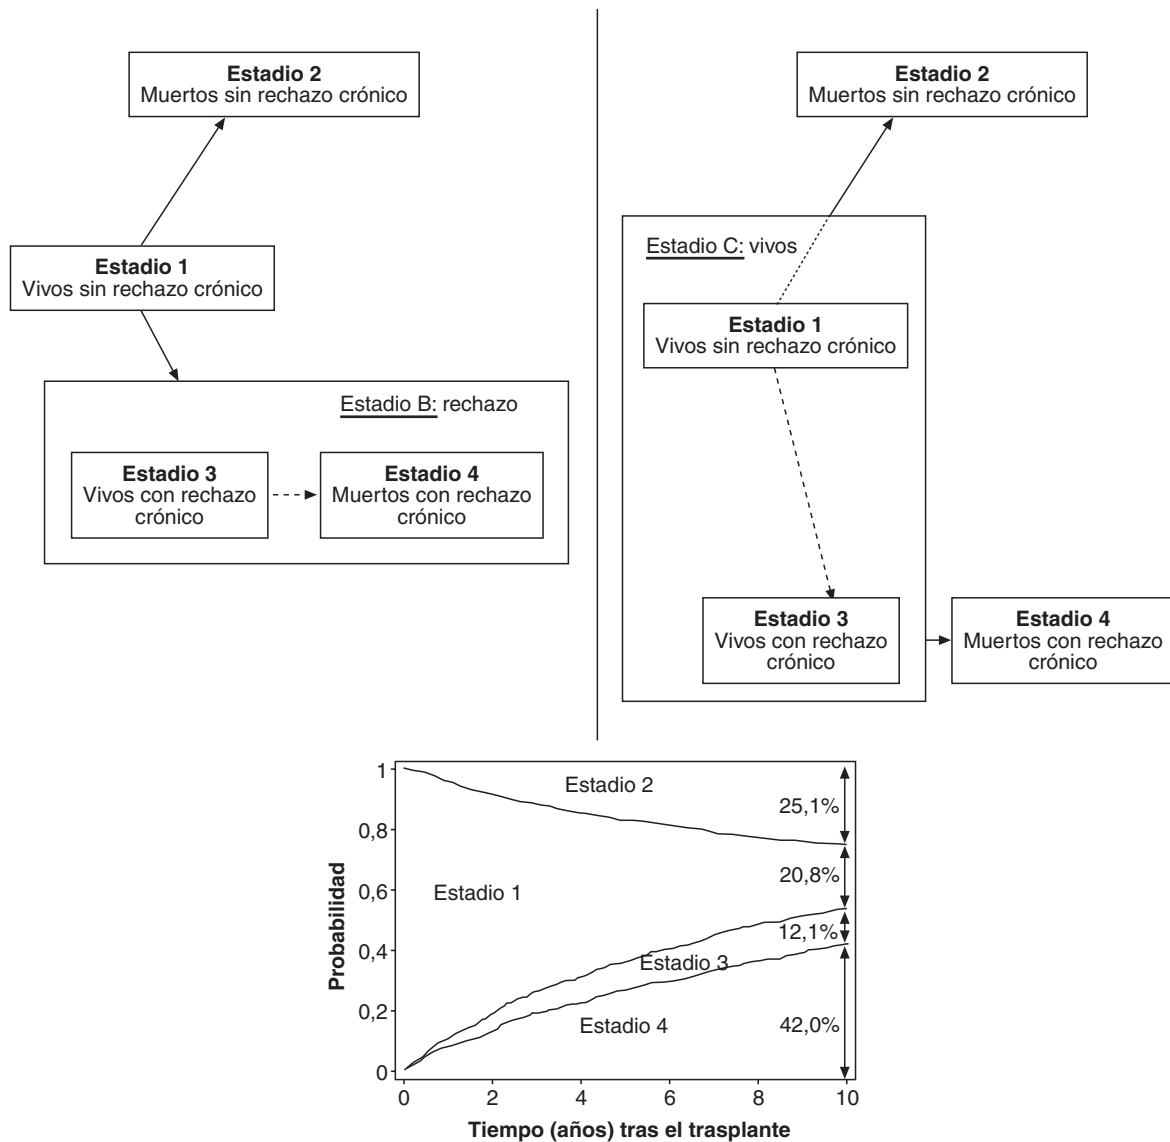 Estadio 2
Muertos sin rechazo crónico
Estadio 1
Vivos sin rechazo crónico
Estadio B: rechazo
Estadio 3
Vivos con rechazo
crónico
Estadio 4
Muertos con rechazo
crónico
Estadio 2
Muertos sin rechazo crónico
Estadio C: vivos
Estadio 1
Vivos sin rechazo crónico
Estadio 3
Vivos con rechazo
crónico
Estadio 4
Muertos con rechazo
crónico
Probabilidad
1
0,8
0,6
0,4
0,2
0
Estadio 2
Estadio 1
Estadio 3
Estadio 4
25,1%
20,8%
12,1%
42,0%
0
2
4
6
8
10
Tiempo (años) tras el trasplante